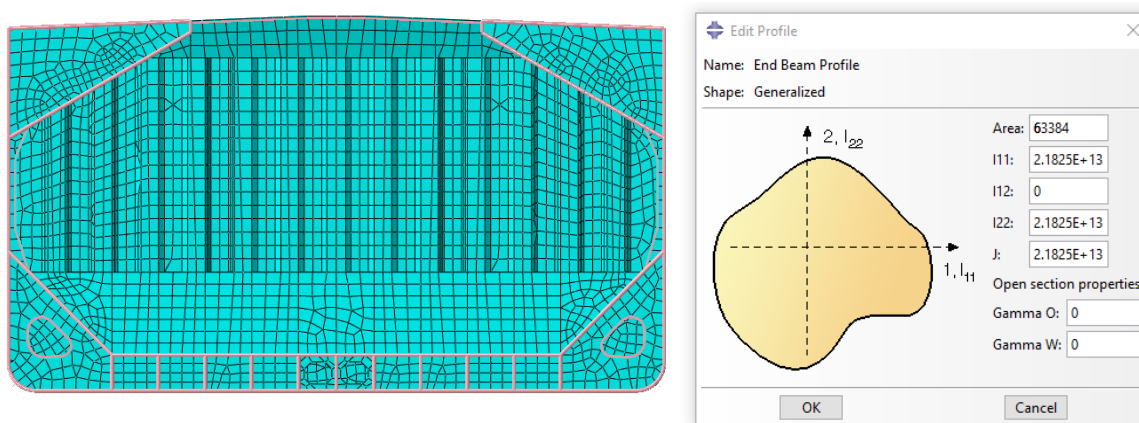 Edit Profile
Name: End Beam Profile
Shape: Generalized
2, I22
1, I11
Area: 63384
I11: 2.1825E+13
I12: 0
I22: 2.1825E+13
J: 2.1825E+13
Open section properties
Gamma O: 0
Gamma W: 0
OK Cancel